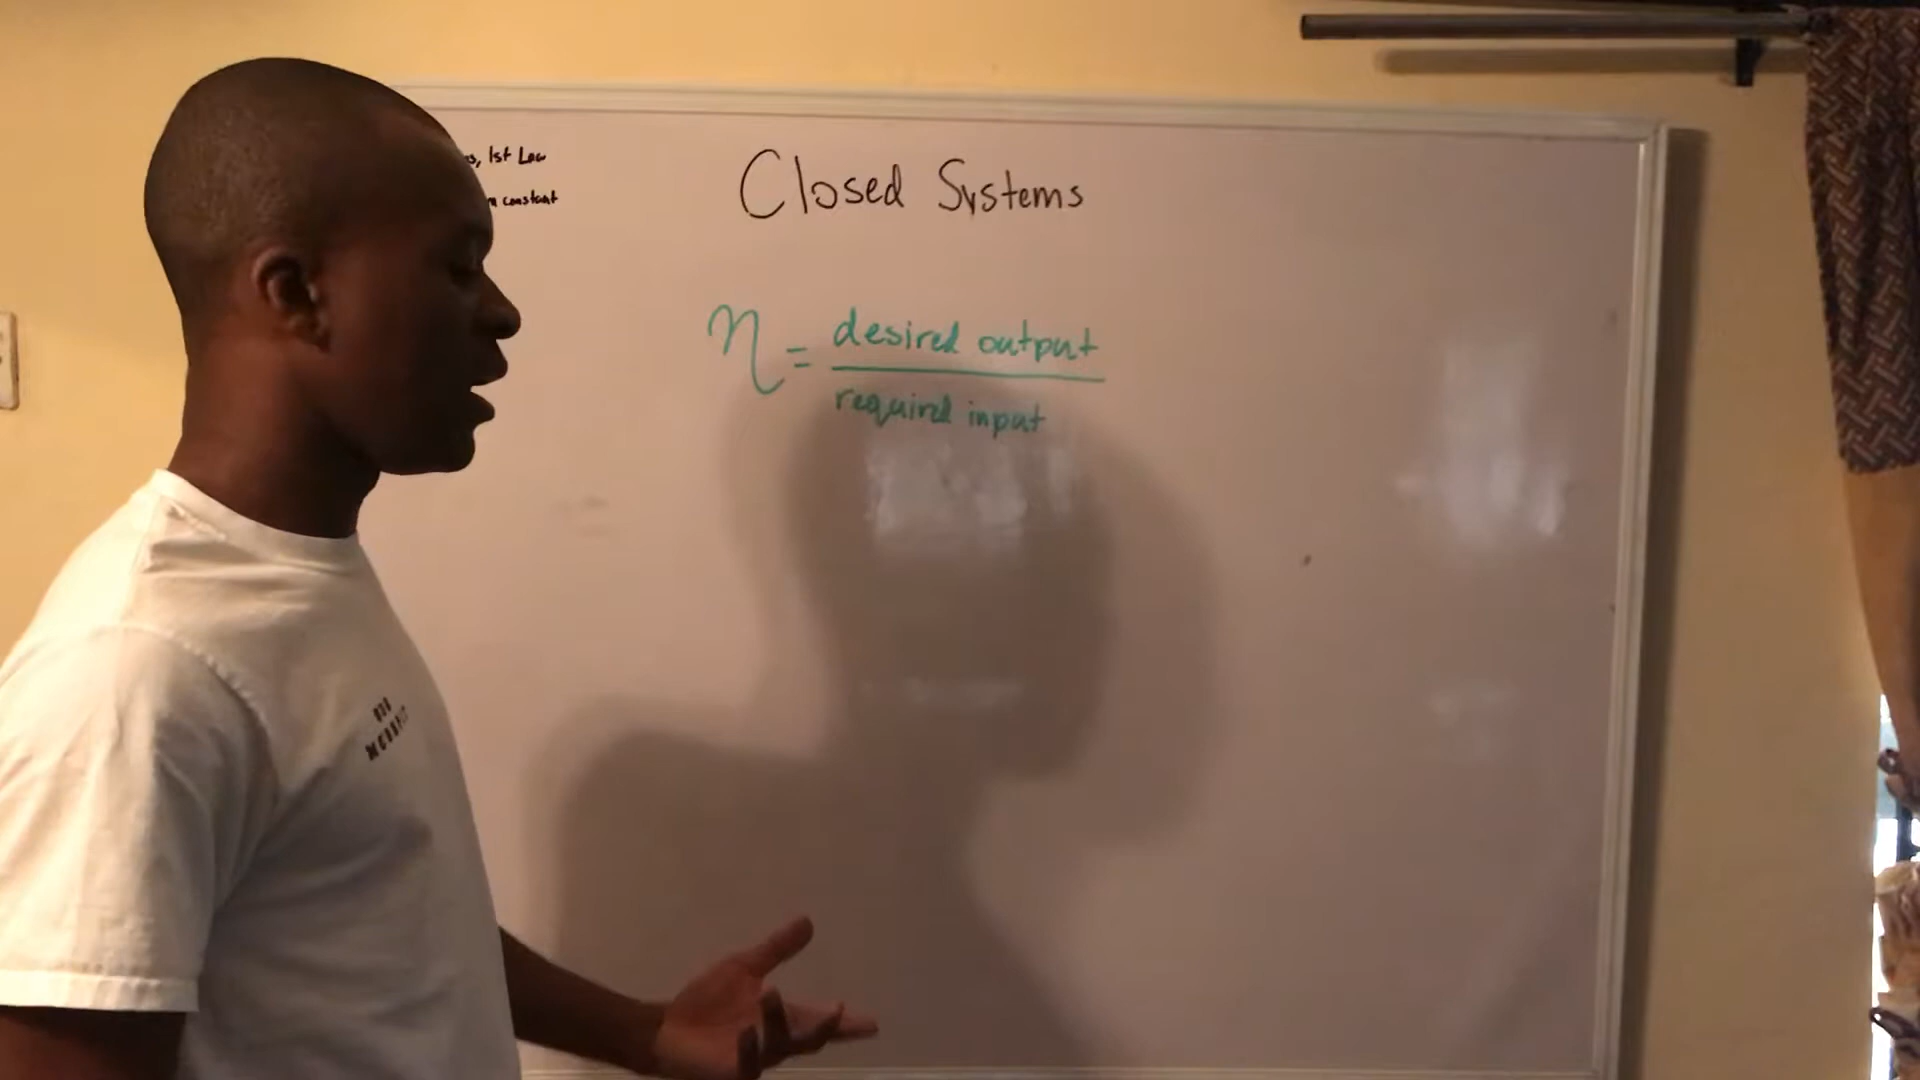 1st Law
constant
Closed Systems
η = desired output
required input